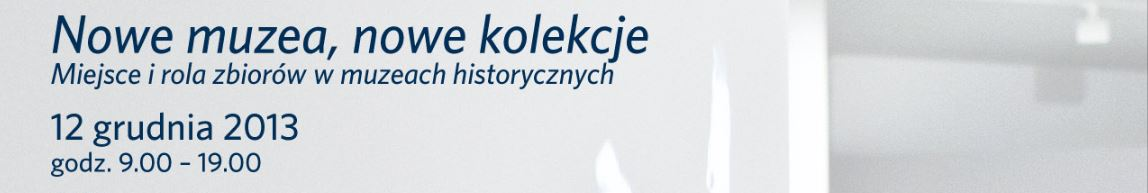 Nowe muzea, nowe kolekcje
Miejsce i rola zbiorów w muzeach historycznych
12 grudnia 2013
godz. 9.00 – 19.00